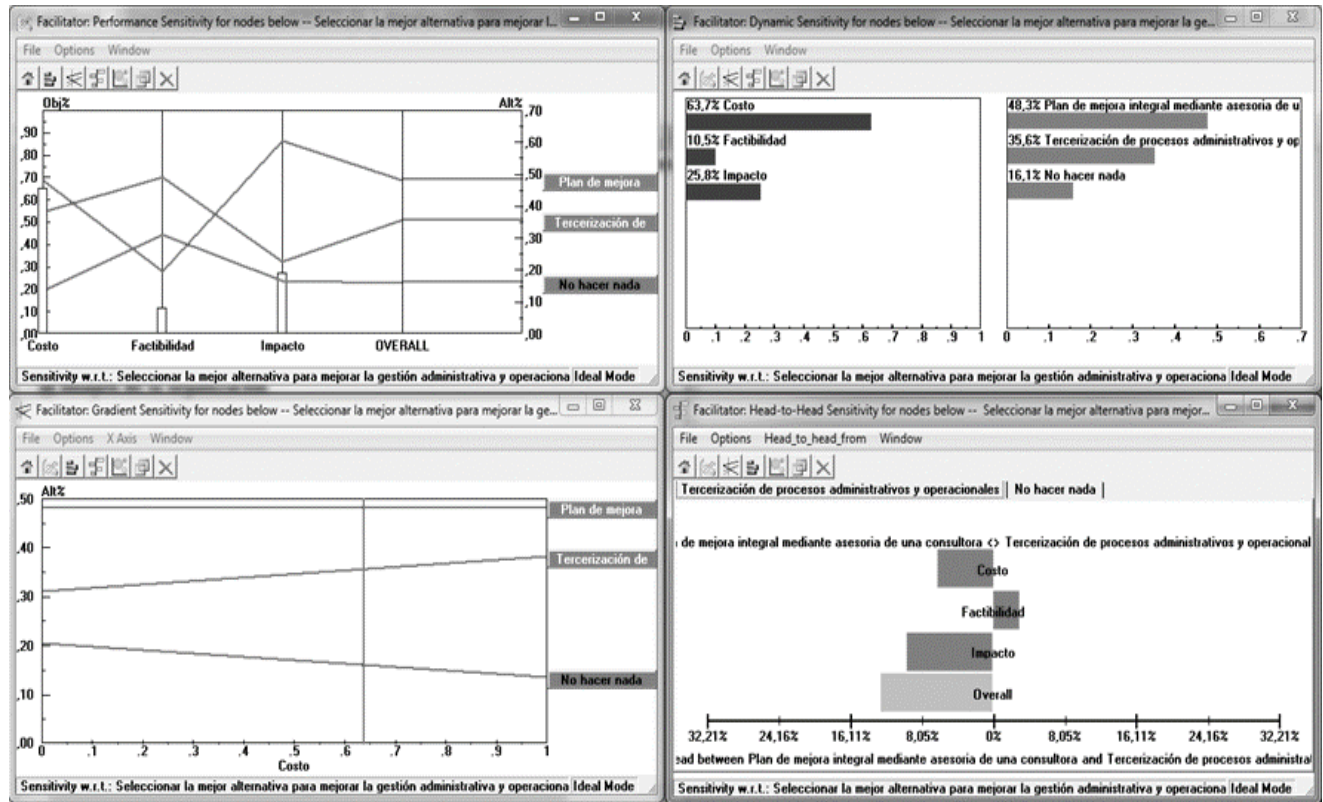 Facilitator: Performance Sensitivity for nodes below -- Seleccionar la mejor alternativa para mejorar l...
File Options Window
Obj% Alt%
,90
,80
,70
,60
,50
,40
,30
,20
,10
,00
,70
,60
,50
,40
,30
,20
,10
,00
Plan de mejora
Tercerización de
No hacer nada
Costo Factibilidad Impacto OVERALL
Sensitivity w.r.t.: Seleccionar la mejor alternativa para mejorar la gestión administrativa y operaciona Ideal Mode
Facilitator: Dynamic Sensitivity for nodes below -- Seleccionar la mejor alternativa para mejorar la ge...
File Options Window
63,7% Costo
10,5% Factibilidad
25,8% Impacto
0 .1 .2 .3 .4 .5 .6 .7 .8 .9 1
48,3% Plan de mejora integral mediante asesoria de u
35,6% Tercerización de procesos administrativos y op
16,1% No hacer nada
0 .1 .2 .3 .4 .5 .6 .7
Sensitivity w.r.t.: Seleccionar la mejor alternativa para mejorar la gestión administrativa y operaciona Ideal Mode
Facilitator: Gradient Sensitivity for nodes below -- Seleccionar la mejor alternativa para mejorar la ge...
File Options X Axis Window
Alt%
,50
,40
,30
,20
,10
,00
Plan de mejora
Tercerización de
No hacer nada
0 .1 .2 .3 .4 .5 .6 .7 .8 .9 1
Costo
Sensitivity w.r.t.: Seleccionar la mejor alternativa para mejorar la gestión administrativa y operaciona Ideal Mode
Facilitator: Head-to-Head Sensitivity for nodes below -- Seleccionar la mejor alternativa para mejor...
File Options Head_to_head_from Window
Tercerización de procesos administrativos y operacionales | No hacer nada |
de mejora integral mediante asesoria de una consultora <> Tercerización de procesos administrativos y operacional
Costo
Factibilidad
Impacto
Overall
32,21% 24,16% 16,11% 8,05% 0% 8,05% 16,11% 24,16% 32,21%
ead between Plan de mejora integral mediante asesoria de una consultora and Tercerización de procesos administral
Sensitivity w.r.t.: Seleccionar la mejor alternativa para mejorar la gestión administrativa y operaciona Ideal Mode